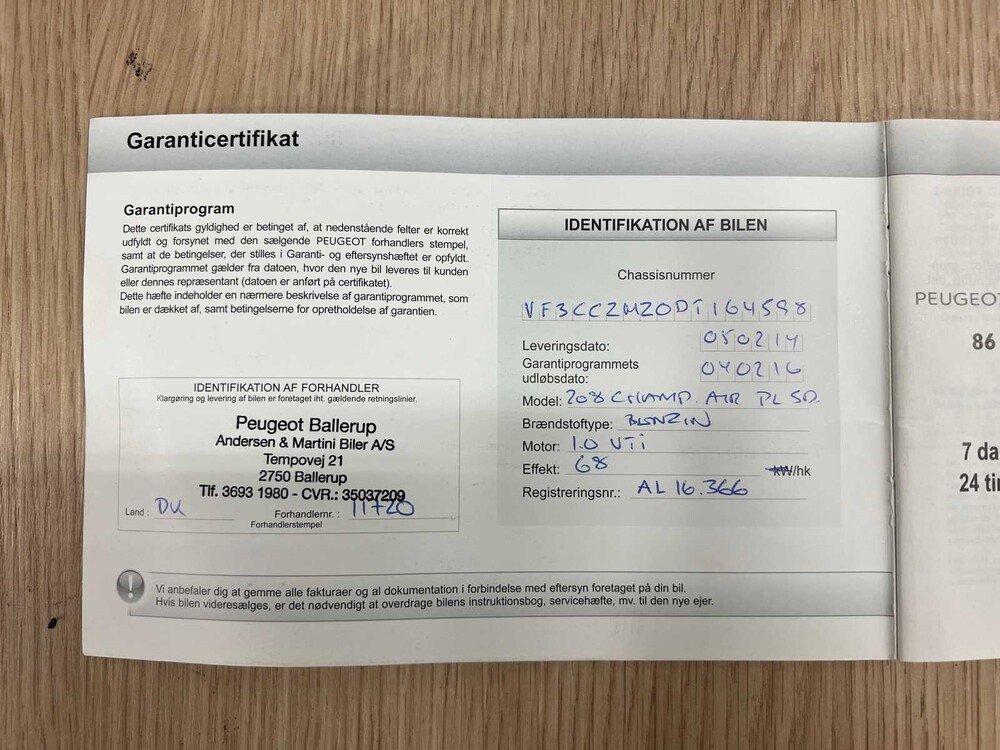 Garanticertifikat
Garantiprogram
Dette certifikats gyldighed er betinget af, at nedenstående felter er korrekt
udfyldt og forsynet med den sælgende PEUGEOT forhandlers stempel,
samt at de betingelser, der stilles i Garanti- og eftersynshæftet er opfyldt.
Garantiprogrammet gælder fra datoen, hvor den nye bil leveres til kunden
eller dennes repræsentant (datoen er anført på certifikatet).
Dette hæfte indeholder en nærmere beskrivelse af garantiprogrammet, som
bilen er dækket af, samt betingelserne for opretholdelse af garantien.
IDENTIFIKATION AF FORHANDLER
Klargøring og levering af bilen er foretaget iht. gældende retningslinier.
Peugeot Ballerup
Andersen & Martini Biler A/S
Tempovej 21
2750 Ballerup
Tlf. 3693 1980 - CVR.: 35037209
Land : DK Forhandlernr. : 11720
Forhandlerstempel
IDENTIFIKATION AF BILEN
Chassisnummer
VF3CCZMZ0DT164598
Leveringsdato: 050214
Garantiprogrammets
udløbsdato: 040216
Model: 208 CHAMP. AIR PL 5D.
Brændstoftype: BENZIN
Motor: 1.0 VTi
Effekt: 68 kW/hk
Registreringsnr.: AL 16.366
Vi anbefaler dig at gemme alle fakturaer og al dokumentation i forbindelse med eftersyn foretaget på din bil.
Hvis bilen videresælges, er det nødvendigt at overdrage bilens instruktionsbog, servicehæfte, mv. til den nye ejer.
PEUGEOT
86
7 da
24 tim